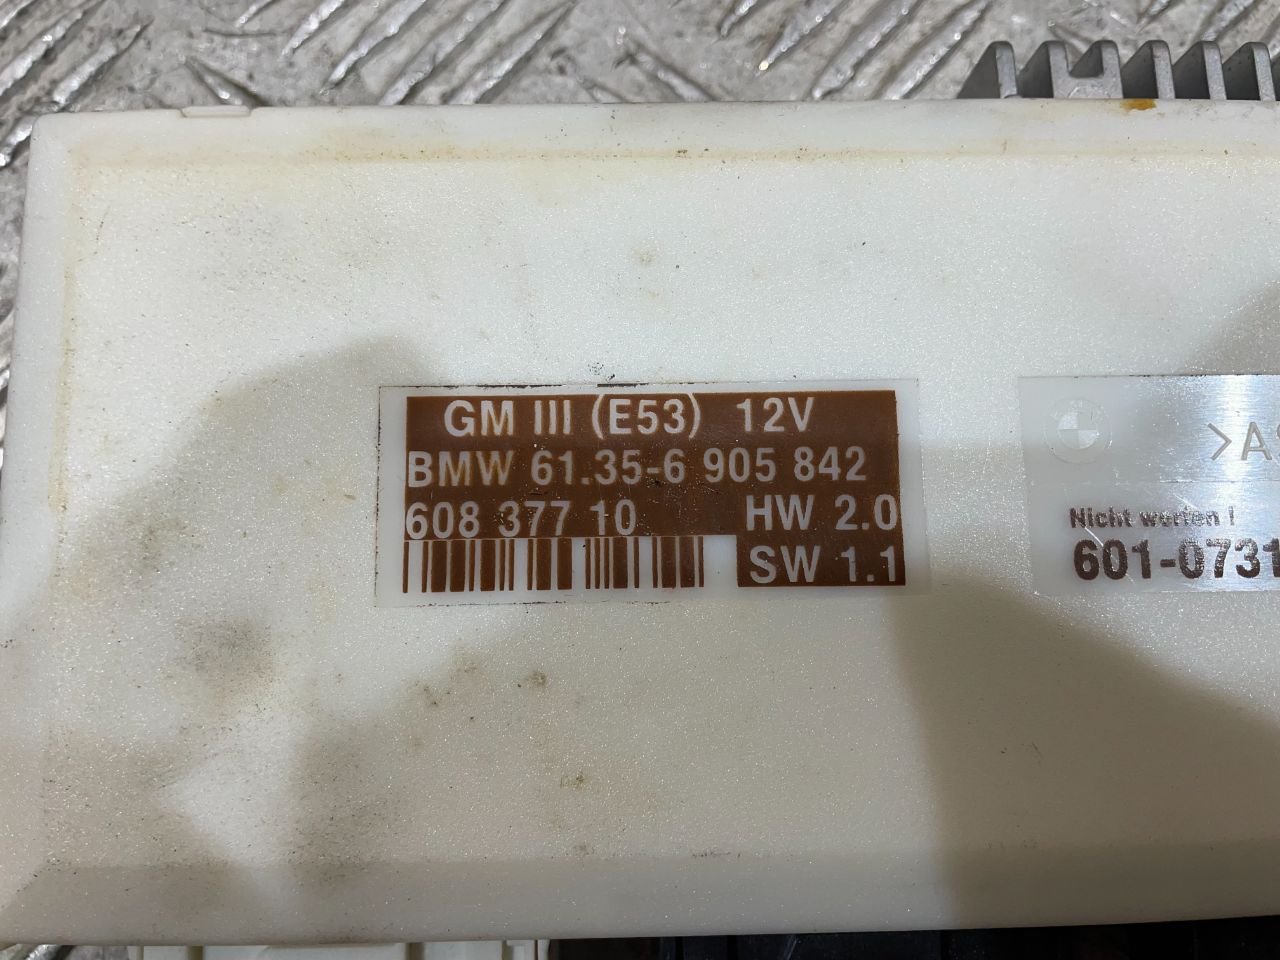 GM III (E53) 12V
BMW 61.35-6 905 842
608 377 10 HW 2.0
SW 1.1
Nicht werfen !
601-0731